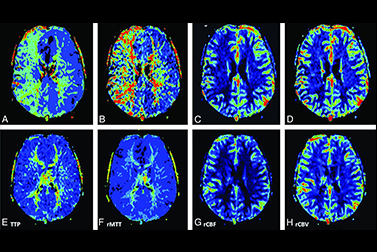 A
B
C
D
E TTP
F rMTT
G rCBF
H rCBV